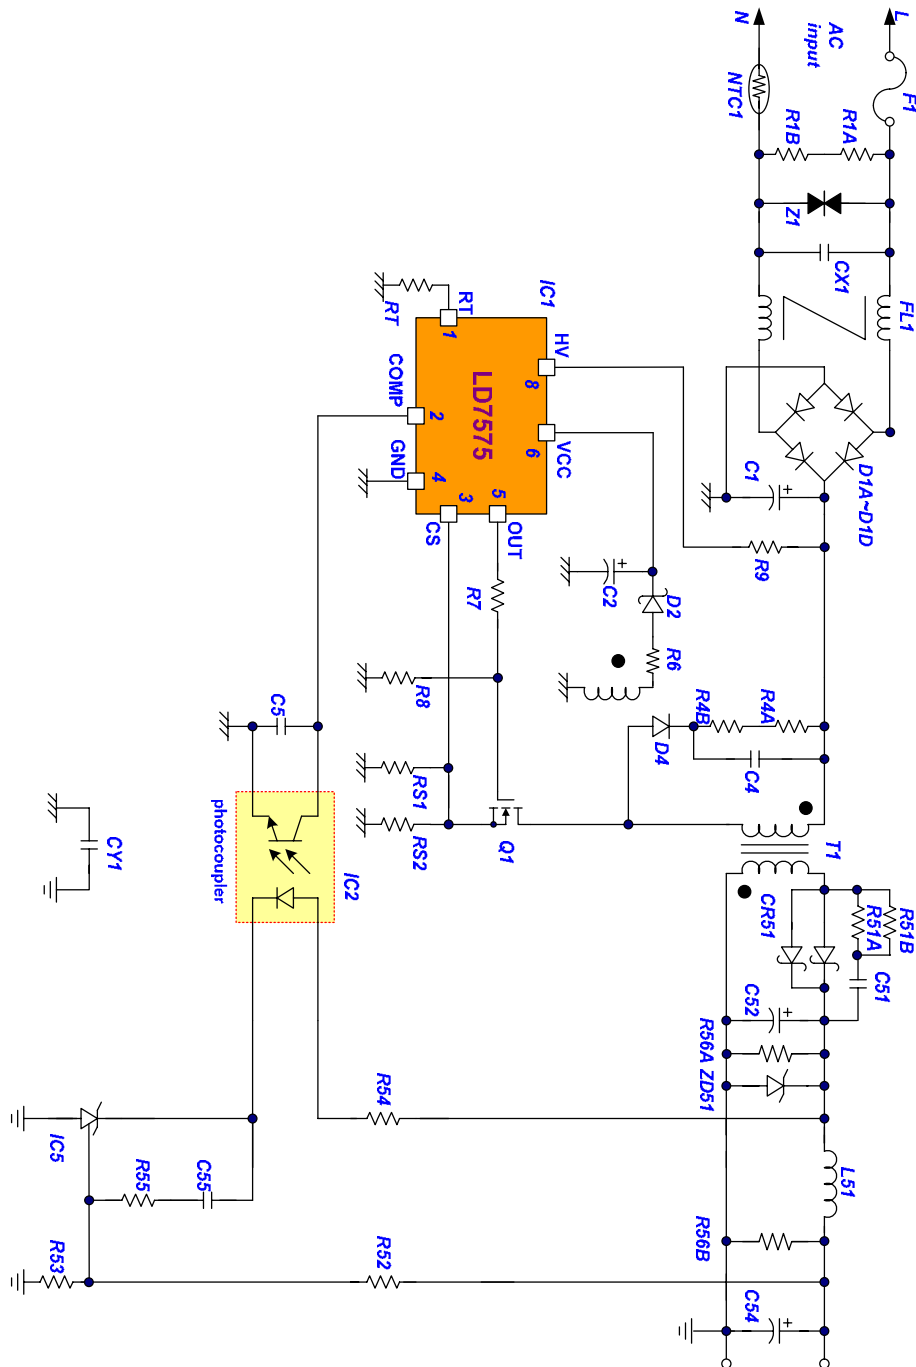 L
N
AC
input
F1
NTC1
R1A
R1B
Z1
CX1
FL1
D1A~D1D
C1
R9
IC1
RT
RT
1
HV
8
COMP
2
LD7575
VCC
6
GND
4
3
CS
5
OUT
R7
C2
D2
R6
R8
R4A
R4B
C4
D4
C5
RS1
RS2
Q1
T1
photocoupler
IC2
CY1
CR51
R51A
R51B
C51
C52
R56A
ZD51
R54
IC5
R55
C55
L51
R56B
R53
R52
C54